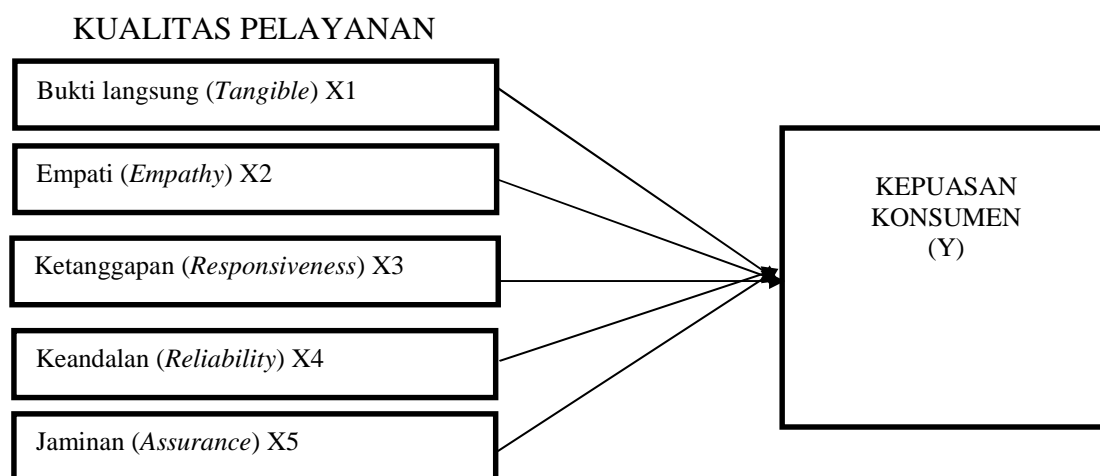 KUALITAS PELAYANAN
Bukti langsung (Tangible) X1
Empati (Empathy) X2
Ketanggapan (Responsiveness) X3
Keandalan (Reliability) X4
Jaminan (Assurance) X5
KEPUASAN
KONSUMEN
(Y)